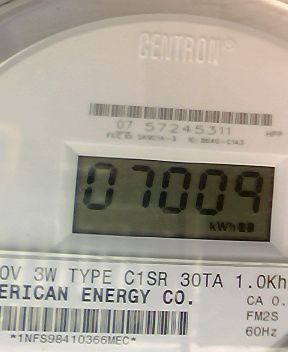 CENTRON®
07 57245311
07009
kWh
0V 3W TYPE C1SR 30TA 1.0Kh
ERICAN ENERGY CO. CA 0.
FM2S
*1NFS98410366MEC* 60Hz